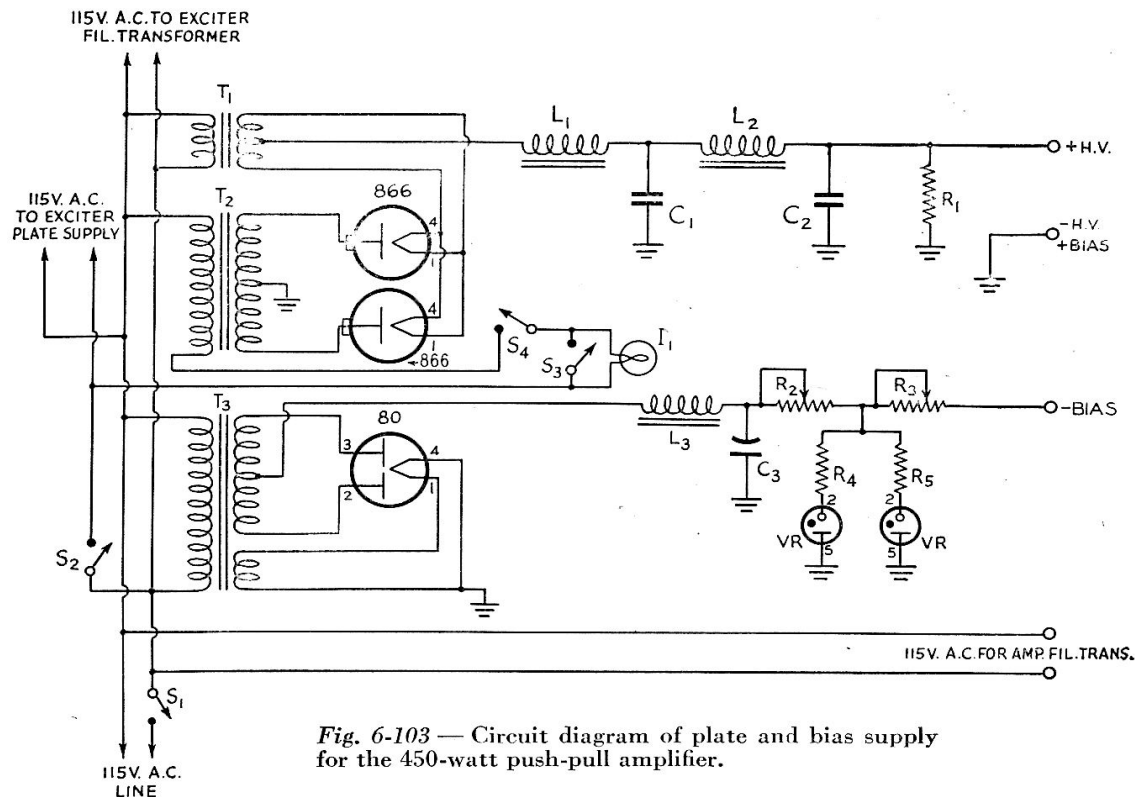 115V. A.C. TO EXCITER
FIL. TRANSFORMER
T1
L1
L2
+H.V.
115V. A.C.
TO EXCITER
PLATE SUPPLY
T2
866
4
1
C1
C2
R1
-H.V.
+BIAS
4
1
866
S4
S3
I1
T3
80
3
2
4
1
L3
C3
R2
R3
-BIAS
R4
R5
2
2
VR
5
5
VR
S2
115V. A.C. FOR AMP. FIL. TRANS.
S1
115V. A.C.
LINE
Fig. 6-103 — Circuit diagram of plate and bias supply
for the 450-watt push-pull amplifier.